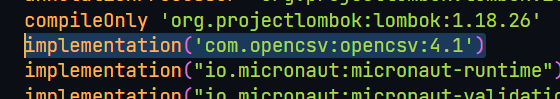 compileOnly 'org.projectlombok:lombok:1.18.26'
implementation('com.opencsv:opencsv:4.1')
implementation("io.micronaut:micronaut-runtime")